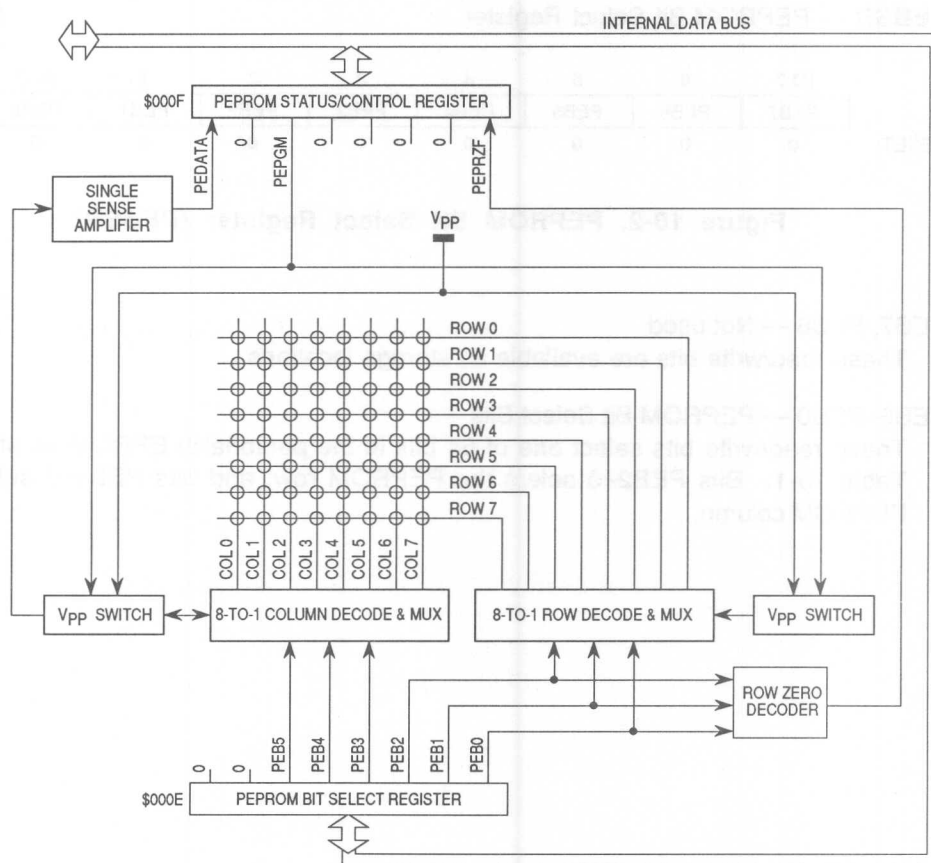 INTERNAL DATA BUS
$000F PEPROM STATUS/CONTROL REGISTER
PEDATA
0
PEPGM
0
0
0
0
PEPRZF
SINGLE
SENSE
AMPLIFIER
VPP
ROW 0
ROW 1
ROW 2
ROW 3
ROW 4
ROW 5
ROW 6
ROW 7
COL 0
COL 1
COL 2
COL 3
COL 4
COL 5
COL 6
COL 7
VPP SWITCH
8-TO-1 COLUMN DECODE & MUX
8-TO-1 ROW DECODE & MUX
VPP SWITCH
ROW ZERO
DECODER
0
0
PEB5
PEB4
PEB3
PEB2
PEB1
PEB0
$000E PEPROM BIT SELECT REGISTER